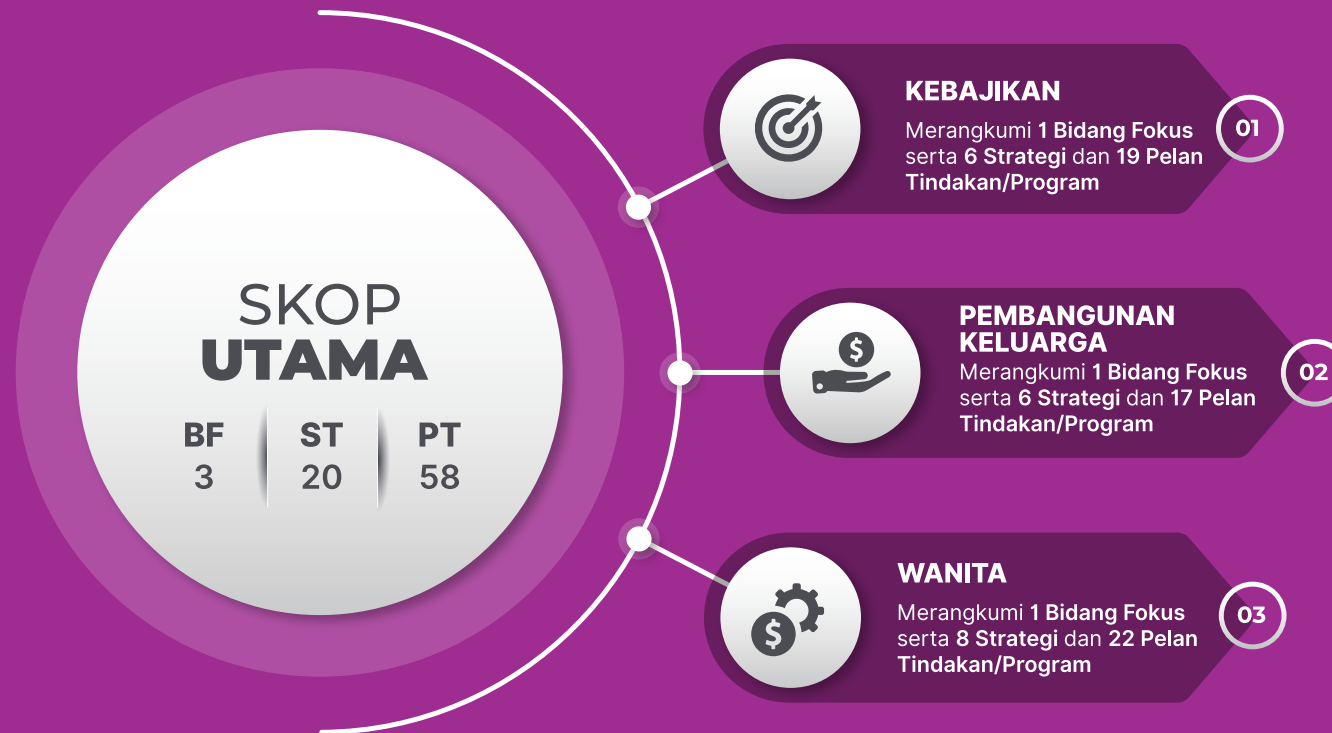 SKOP
UTAMA
BF ST PT
3 20 58
KEBAJIKAN
Merangkumi 1 Bidang Fokus
serta 6 Strategi dan 19 Pelan
Tindakan/Program
01
PEMBANGUNAN
KELUARGA
Merangkumi 1 Bidang Fokus
serta 6 Strategi dan 17 Pelan
Tindakan/Program
02
WANITA
Merangkumi 1 Bidang Fokus
serta 8 Strategi dan 22 Pelan
Tindakan/Program
03